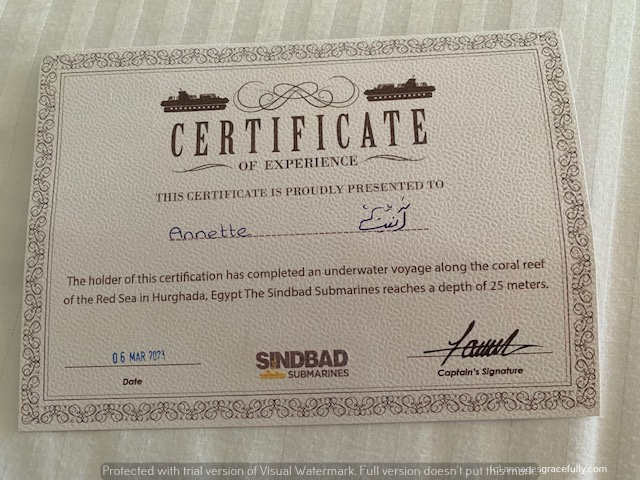 CERTIFICATE
OF EXPERIENCE
THIS CERTIFICATE IS PROUDLY PRESENTED TO
Annette
The holder of this certification has completed an underwater voyage along the coral reef
of the Red Sea in Hurghada, Egypt The Sindbad Submarines reaches a depth of 25 meters.
06 MAR
Date
SINDBAD
SUBMARINES
Captain's Signature
Protected with trial version of Visual Watermark. Full version doesn't put this mark.